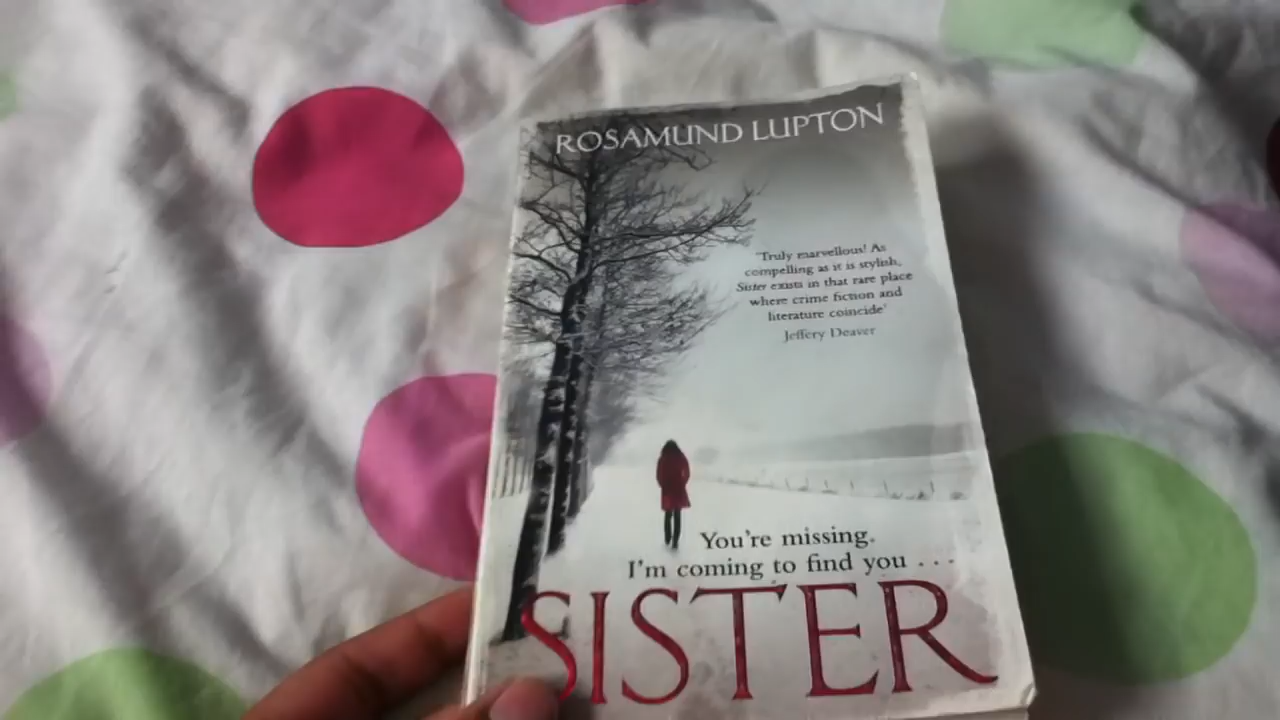 ROSAMUND LUPTON
'Truly marvellous! As
compelling as it is stylish,
Sister exists in that rare place
where crime fiction and
literature coincide'
Jeffery Deaver
You're missing.
I'm coming to find you . . .
SISTER